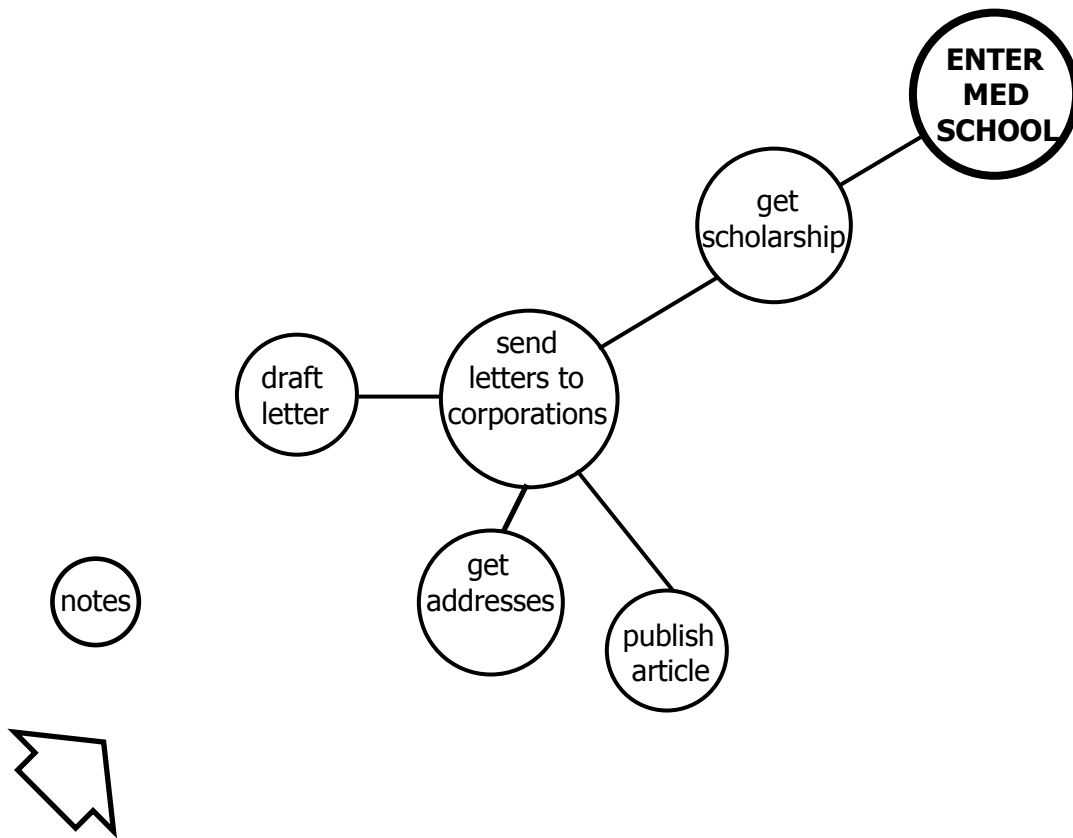 ENTER
MED
SCHOOL
get
scholarship
send
letters to
corporations
draft
letter
get
addresses
notes
publish
article